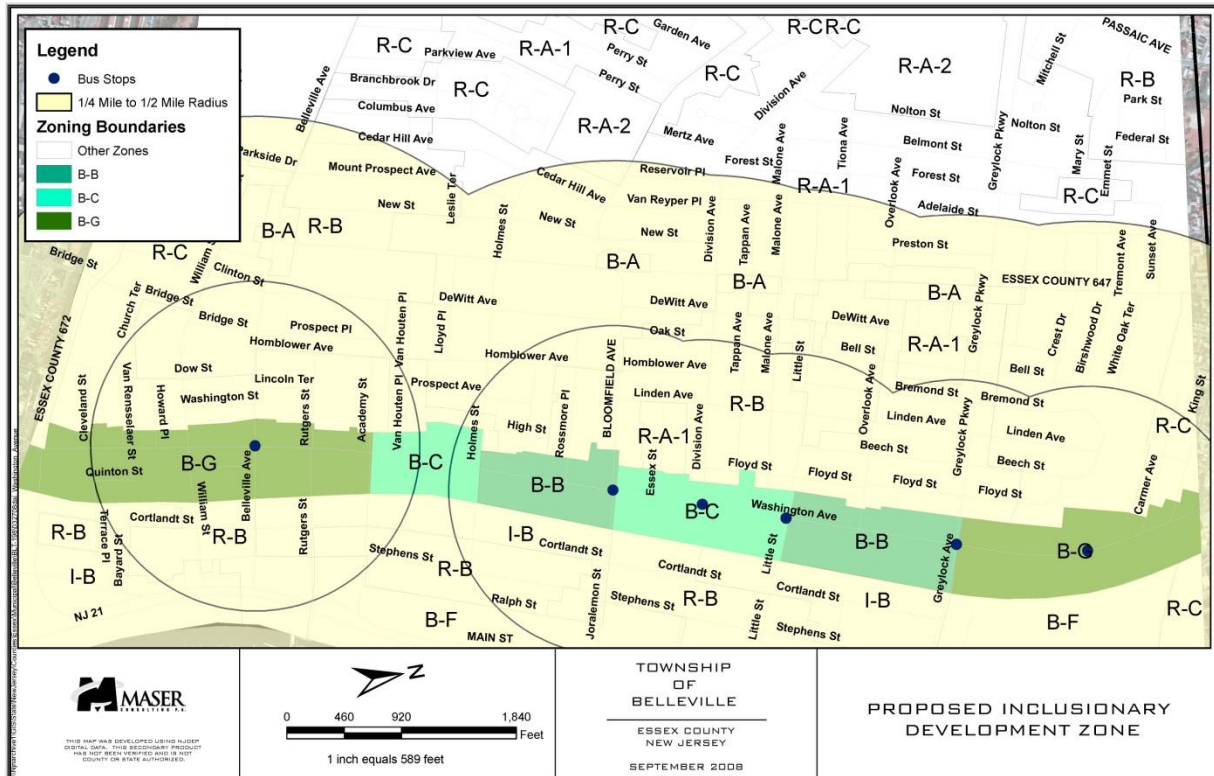 Legend
Bus Stops
1/4 Mile to 1/2 Mile Radius
Zoning Boundaries
Other Zones
B-B
B-C
B-G
R-C
Parkview Ave
R-A-1
Perry St
Garden Ave
R-C
R-C
R-C
PASSAIC AVE
Mitchell St
Branchbrook Dr
R-C
Perry St
R-C
Division Ave
R-A-2
R-B
Park St
Columbus Ave
Belleville Ave
R-A-2
Nolton St
Greylock Pkwy
Nolton St
Federal St
Cedar Hill Ave
Mertz Ave
Malone Ave
Tiona Ave
Belmont St
Mary St
Emmet St
Parkside Dr
Mount Prospect Ave
Forest St
Reservoir Pl
R-A-1
Forest St
R-C
Leslie Ter
Cedar Hill Ave
Van Reyper Pl
Overlook Ave
Adelaide St
New St
Holmes St
New St
New St
Division Ave
Tappan Ave
Malone Ave
Preston St
B-A
R-B
R-C
William St
B-A
B-A
B-A
ESSEX COUNTY 647
Tremont Ave
Sunset Ave
Bridge St
Clinton St
Bridge St
DeWitt Ave
DeWitt Ave
DeWitt Ave
Greylock Pkwy
Church Ter
Bridge St
Prospect Pl
Van Houten Pl
Lloyd Pl
Oak St
Tappan Ave
Malone Ave
Little St
Bell St
R-A-1
Bell St
Crest Dr
Birshwood Dr
White Oak Ter
ESSEX COUNTY 672
Homblower Ave
Homblower Ave
BLOOMFIELD AVE
Homblower Ave
Dow St
Lincoln Ter
Prospect Ave
Linden Ave
Bremond St
Bremond St
King St
Cleveland St
Van Rensselaer St
Howard Pl
Washington St
Rutgers St
Academy St
Van Houten Pl
Holmes St
High St
Rossmore Pl
R-A-1
R-B
Division Ave
Overlook Ave
Linden Ave
Greylock Pkwy
Linden Ave
R-C
Beech St
Beech St
Quinton St
B-G
Belleville Ave
B-C
B-B
Essex St
Floyd St
Floyd St
Floyd St
Carmer Ave
William St
B-C
Washington Ave
B-B
B-G
R-B
Terrace Pl
Cortlandt St
R-B
Rutgers St
I-B
Cortlandt St
Little St
Greylock Ave
Bayard St
I-B
Stephens St
R-B
Joralemon St
Cortlandt St
Cortlandt St
I-B
NJ 21
Ralph St
Stephens St
R-B
Little St
Stephens St
B-F
R-C
B-F
MAIN ST
MASER
CONSULTING P.A.
THIS MAP WAS DEVELOPED USING NJDEP
DIGITAL DATA. THIS SECONDARY PRODUCT
HAS NOT BEEN VERIFIED AND IS NOT
COUNTY OR STATE AUTHORIZED.
N
0 460 920 1,840
Feet
1 inch equals 589 feet
TOWNSHIP
OF
BELLEVILLE
ESSEX COUNTY
NEW JERSEY
SEPTEMBER 2008
PROPOSED INCLUSIONARY
DEVELOPMENT ZONE